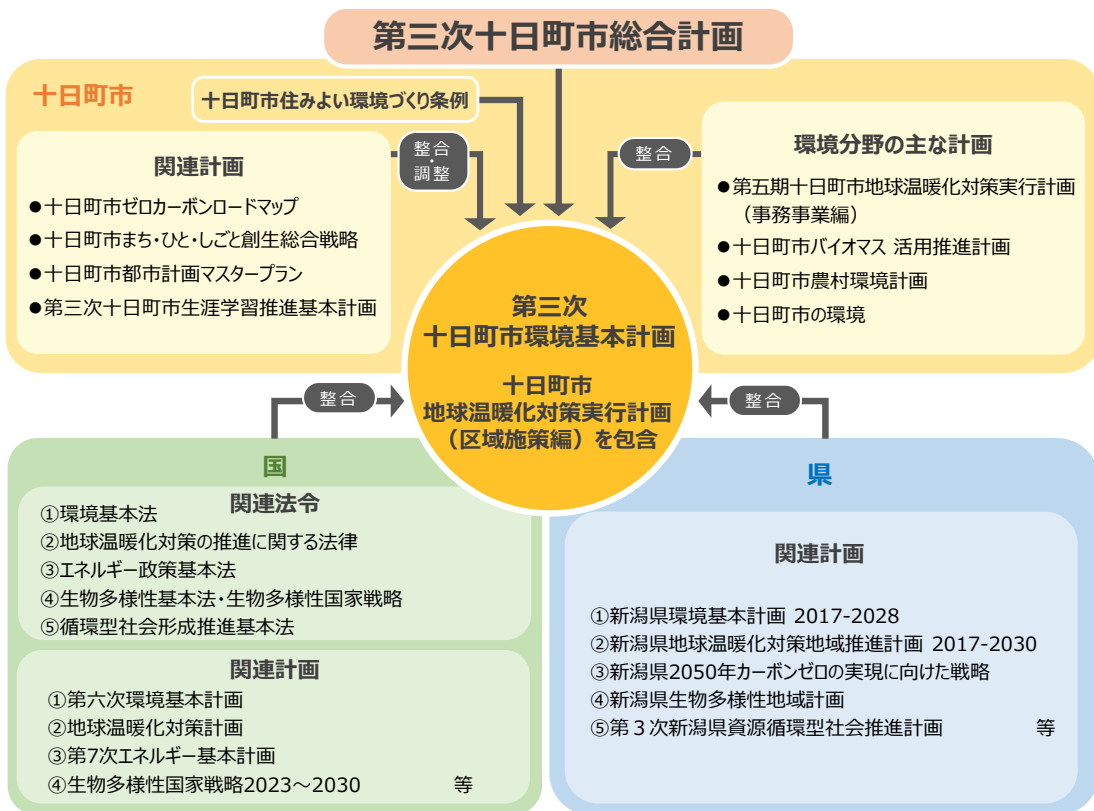 第三次十日町市総合計画
十日町市
十日町市住みよい環境づくり条例
関連計画
●十日町市ゼロカーボンロードマップ
●十日町市まち・ひと・しごと創生総合戦略
●十日町市都市計画マスタープラン
●第三次十日町市生涯学習推進基本計画
整合
・
調整
整合
環境分野の主な計画
●第五期十日町市地球温暖化対策実行計画
（事務事業編）
●十日町市バイオマス 活用推進計画
●十日町市農村環境計画
●十日町市の環境
第三次
十日町市環境基本計画
十日町市
地球温暖化対策実行計画
（区域施策編）を包含
整合
整合
国
関連法令
①環境基本法
②地球温暖化対策の推進に関する法律
③エネルギー政策基本法
④生物多様性基本法・生物多様性国家戦略
⑤循環型社会形成推進基本法
関連計画
①第六次環境基本計画
②地球温暖化対策計画
③第7次エネルギー基本計画
④生物多様性国家戦略2023～2030 等
県
関連計画
①新潟県環境基本計画 2017-2028
②新潟県地球温暖化対策地域推進計画 2017-2030
③新潟県2050年カーボンゼロの実現に向けた戦略
④新潟県生物多様性地域計画
⑤第３次新潟県資源循環型社会推進計画 等